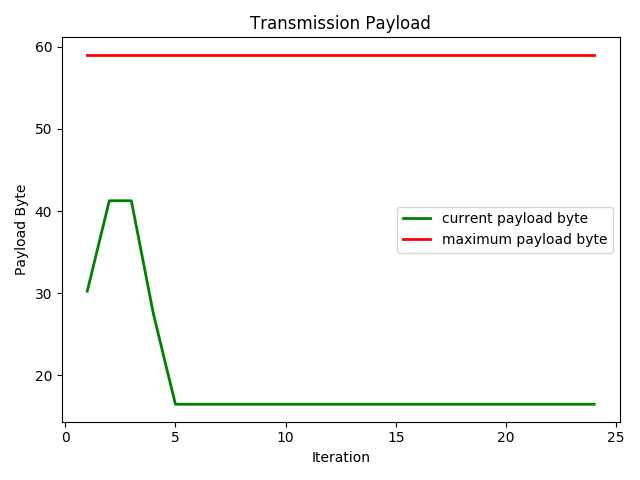 Transmission Payload
60
50
40
30
20
Payload Byte
current payload byte
maximum payload byte
0 5 10 15 20 25
Iteration